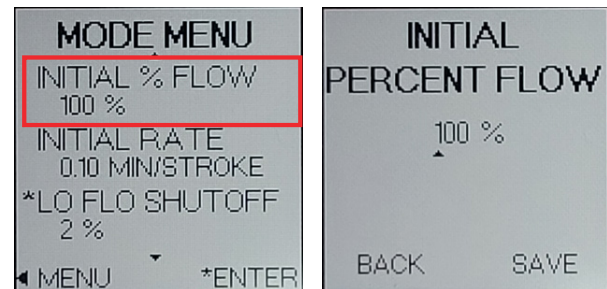 MODE MENU
INITIAL % FLOW
100 %
INITIAL RATE
0.10 MIN/STROKE
*LO FLO SHUTOFF
2 %
MENU *ENTER
INITIAL
PERCENT FLOW
100 %
BACK SAVE